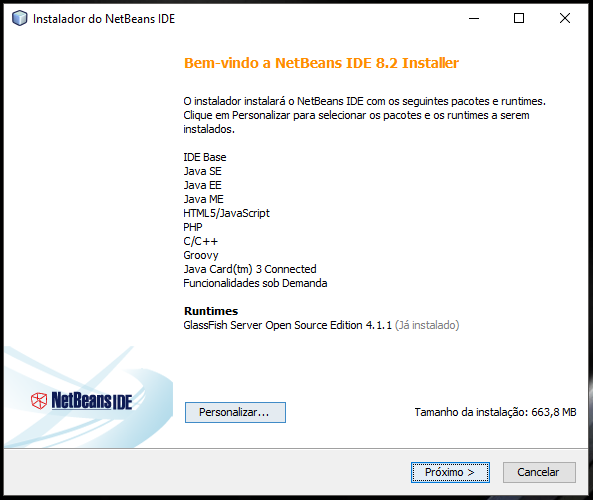 Instalador do NetBeans IDE
Bem-vindo a NetBeans IDE 8.2 Installer
O instalador instalará o NetBeans IDE com os seguintes pacotes e runtimes.
Clique em Personalizar para selecionar os pacotes e os runtimes a serem
instalados.
IDE Base
Java SE
Java EE
Java ME
HTML5/JavaScript
PHP
C/C++
Groovy
Java Card(tm) 3 Connected
Funcionalidades sob Demanda
Runtimes
GlassFish Server Open Source Edition 4.1.1 (Já instalado)
NetBeans IDE
Personalizar...
Tamanho da instalação: 663,8 MB
Próximo >
Cancelar